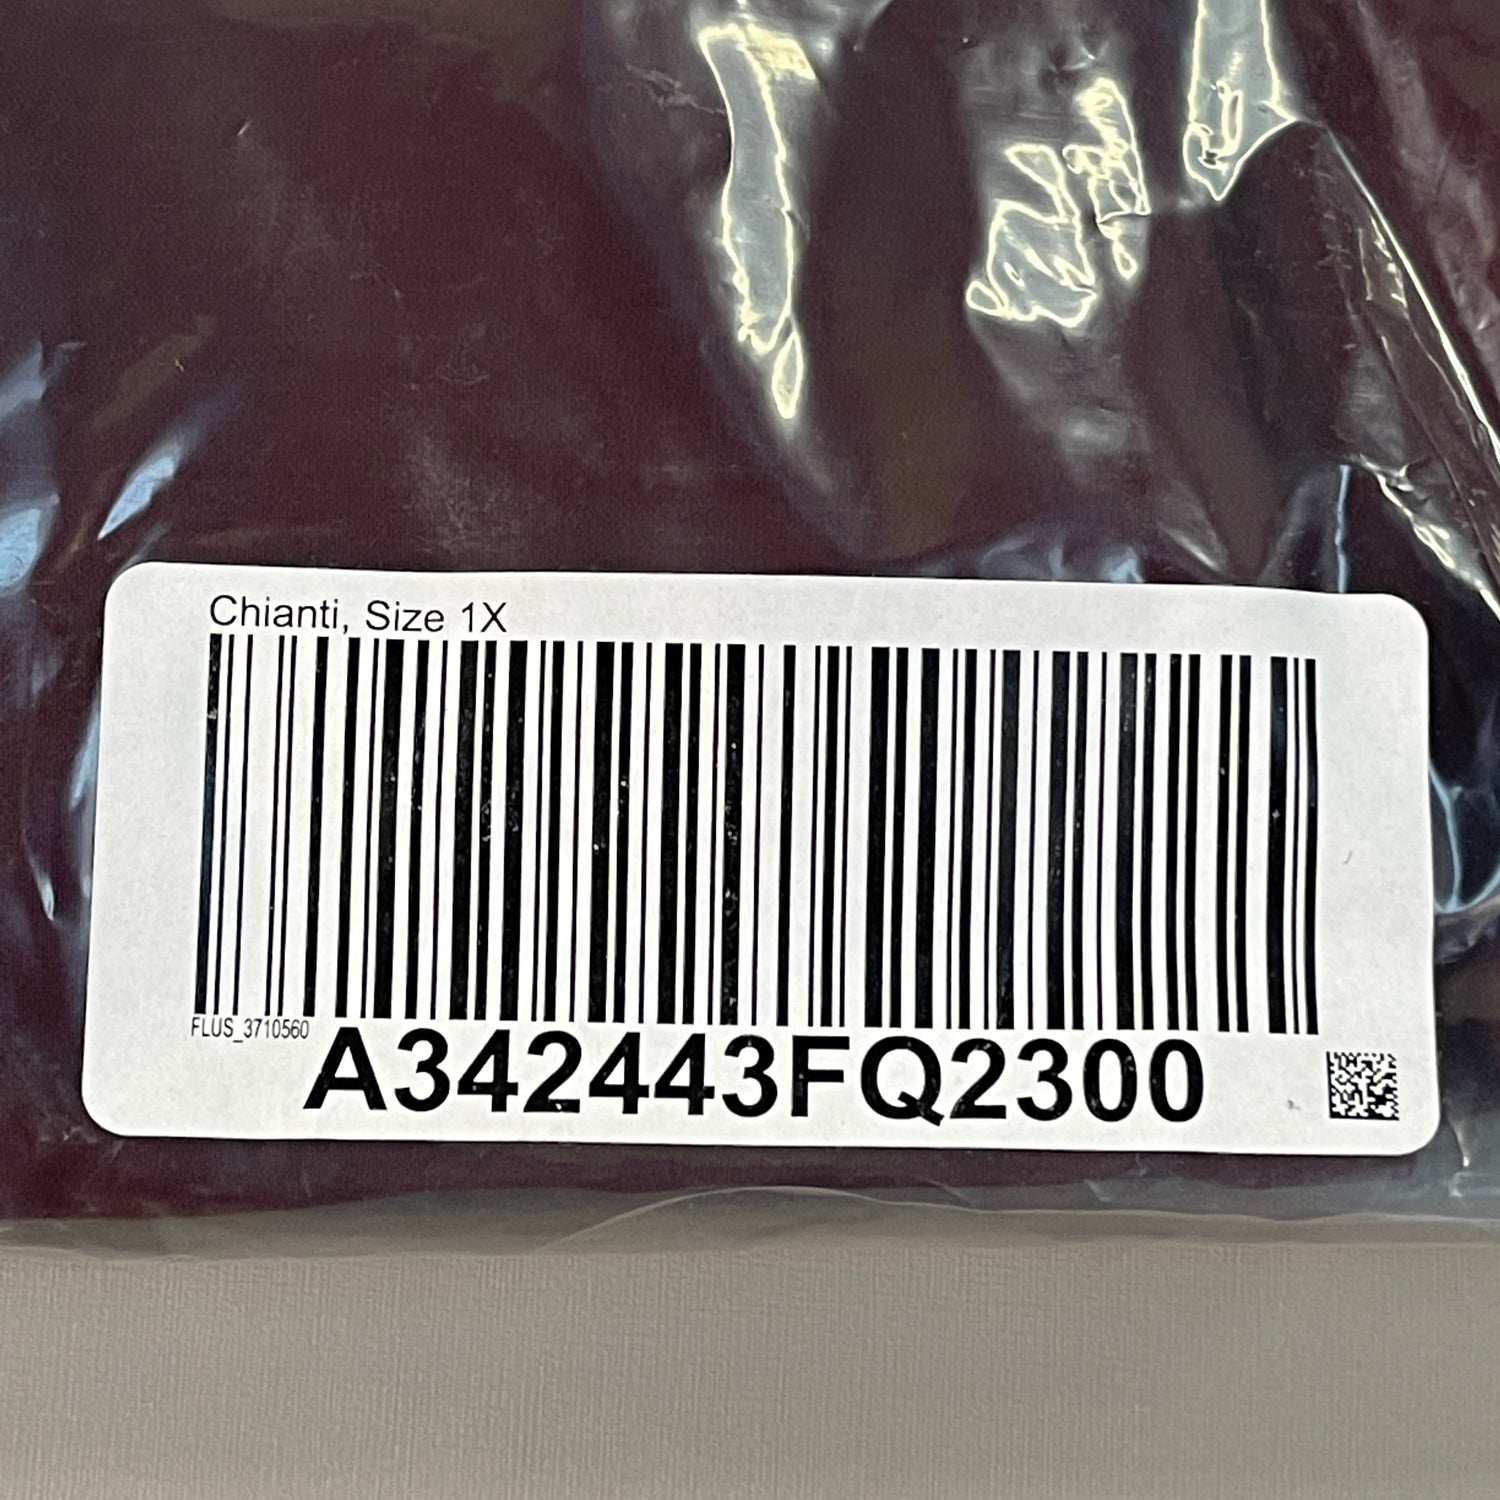 Chianti, Size 1X
FLUS_3710560
A342443FQ2300